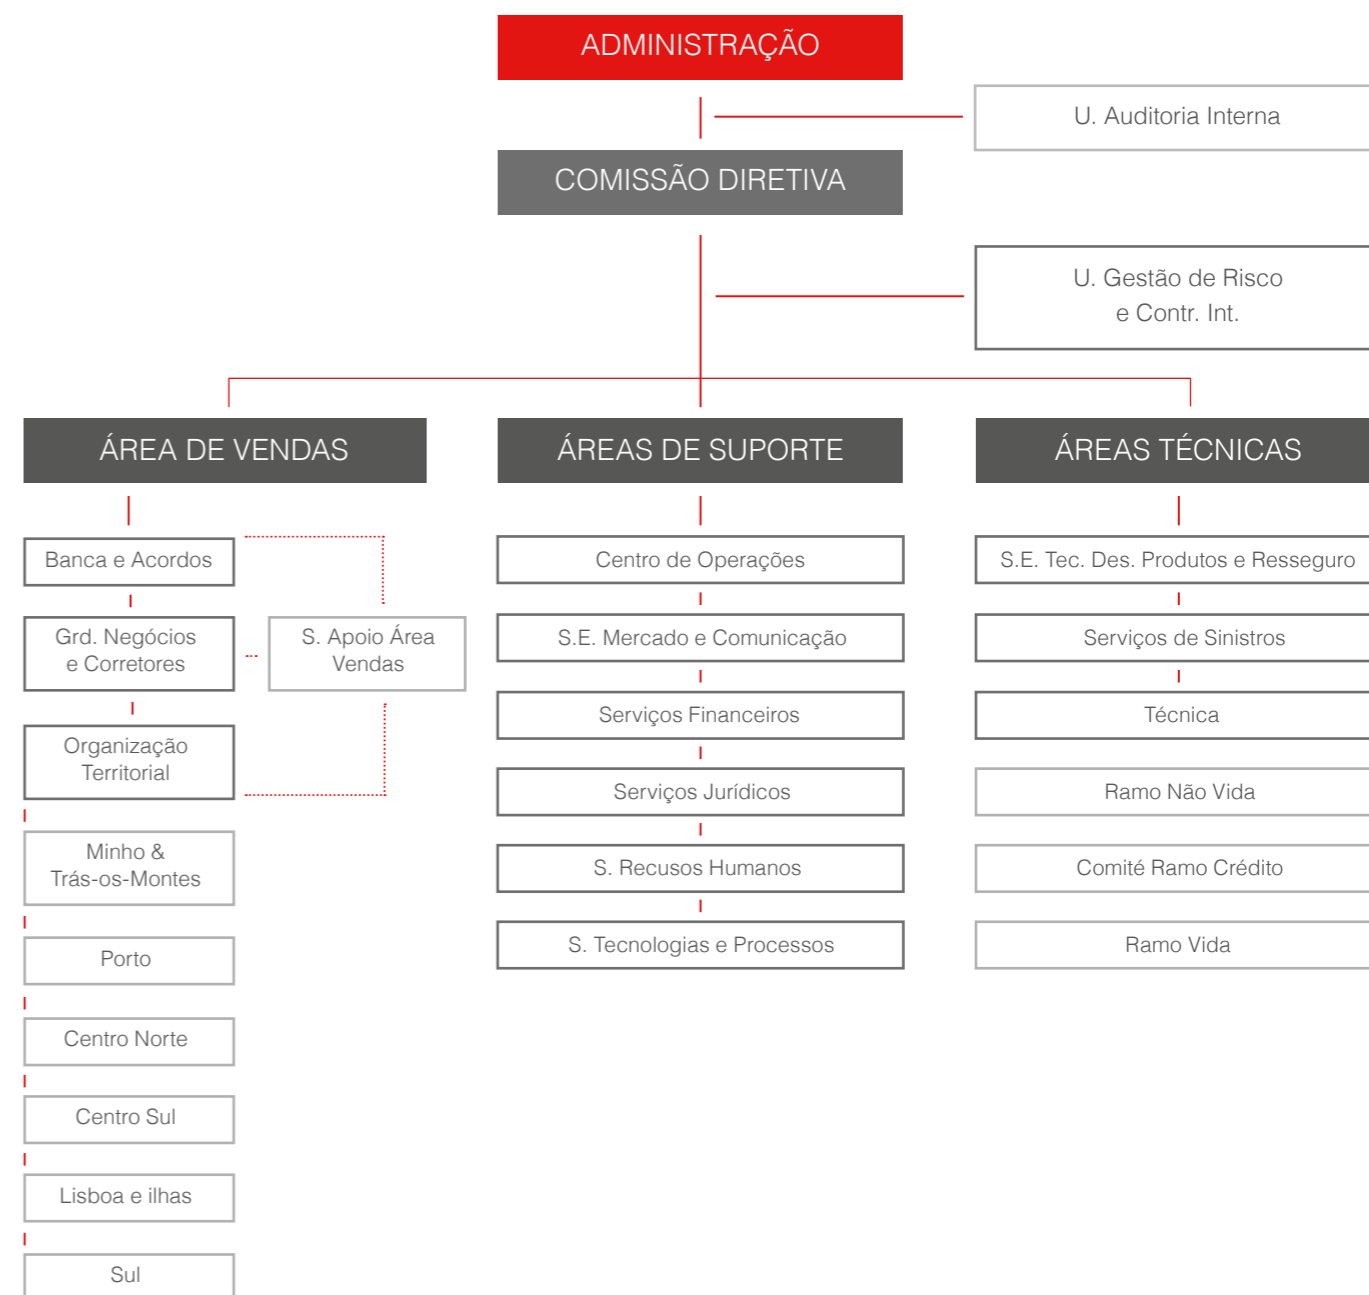 ADMINISTRAÇÃO
U. Auditoria Interna
COMISSÃO DIRETIVA
U. Gestão de Risco
e Contr. Int.
ÁREA DE VENDAS
Banca e Acordos
Grd. Negócios
e Corretores
S. Apoio Área
Vendas
Organização
Territorial
Minho &
Trás-os-Montes
Porto
Centro Norte
Centro Sul
Lisboa e ilhas
Sul
ÁREAS DE SUPORTE
Centro de Operações
S.E. Mercado e Comunicação
Serviços Financeiros
Serviços Jurídicos
S. Recusos Humanos
S. Tecnologias e Processos
ÁREAS TÉCNICAS
S.E. Tec. Des. Produtos e Resseguro
Serviços de Sinistros
Técnica
Ramo Não Vida
Comité Ramo Crédito
Ramo Vida